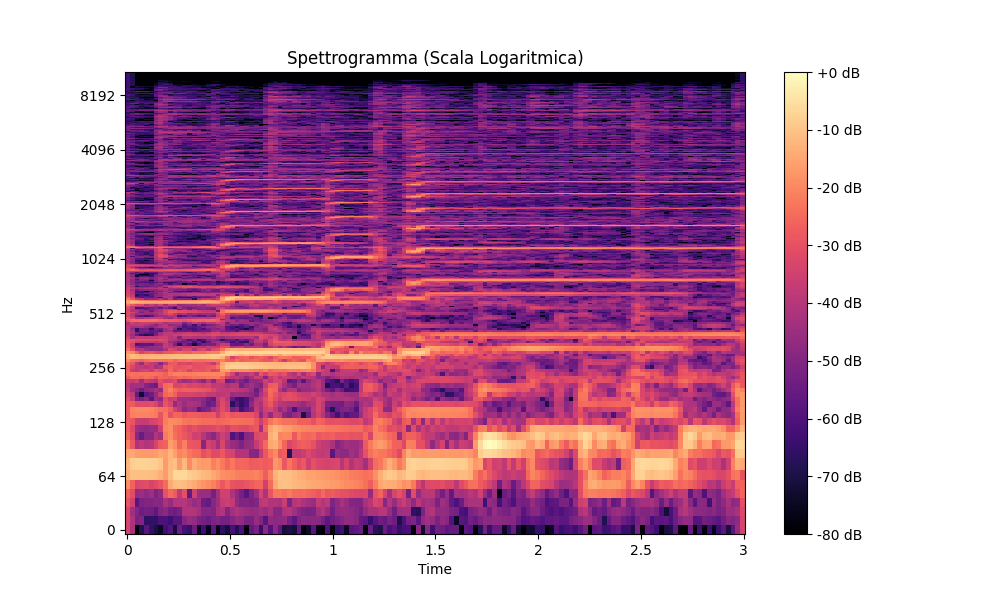 Spettrogramma (Scala Logaritmica)
Hz
8192
4096
2048
1024
512
256
128
64
0
0 0.5 1 1.5 2 2.5 3
Time
+0 dB
-10 dB
-20 dB
-30 dB
-40 dB
-50 dB
-60 dB
-70 dB
-80 dB